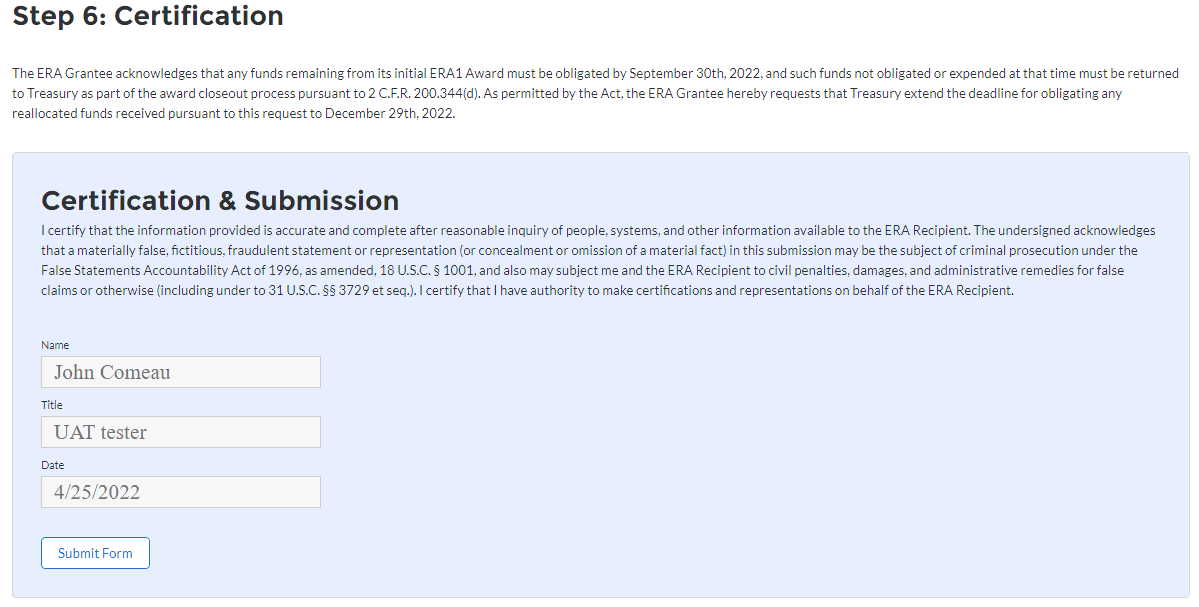 Step 6: Certification
The ERA Grantee acknowledges that any funds remaining from its initial ERA1 Award must be obligated by September 30th, 2022, and such funds not obligated or expended at that time must be returned
to Treasury as part of the award closeout process pursuant to 2 C.F.R. 200.344(d). As permitted by the Act, the ERA Grantee hereby requests that Treasury extend the deadline for obligating any
reallocated funds received pursuant to this request to December 29th, 2022.
Certification & Submission
I certify that the information provided is accurate and complete after reasonable inquiry of people, systems, and other information available to the ERA Recipient. The undersigned acknowledges
that a materially false, fictitious, fraudulent statement or representation (or concealment or omission of a material fact) in this submission may be the subject of criminal prosecution under the
False Statements Accountability Act of 1996, as amended, 18 U.S.C. § 1001, and also may subject me and the ERA Recipient to civil penalties, damages, and administrative remedies for false
claims or otherwise (including under to 31 U.S.C. §§ 3729 et seq.). I certify that I have authority to make certifications and representations on behalf of the ERA Recipient.
Name
John Comeau
Title
UAT tester
Date
4/25/2022
Submit Form